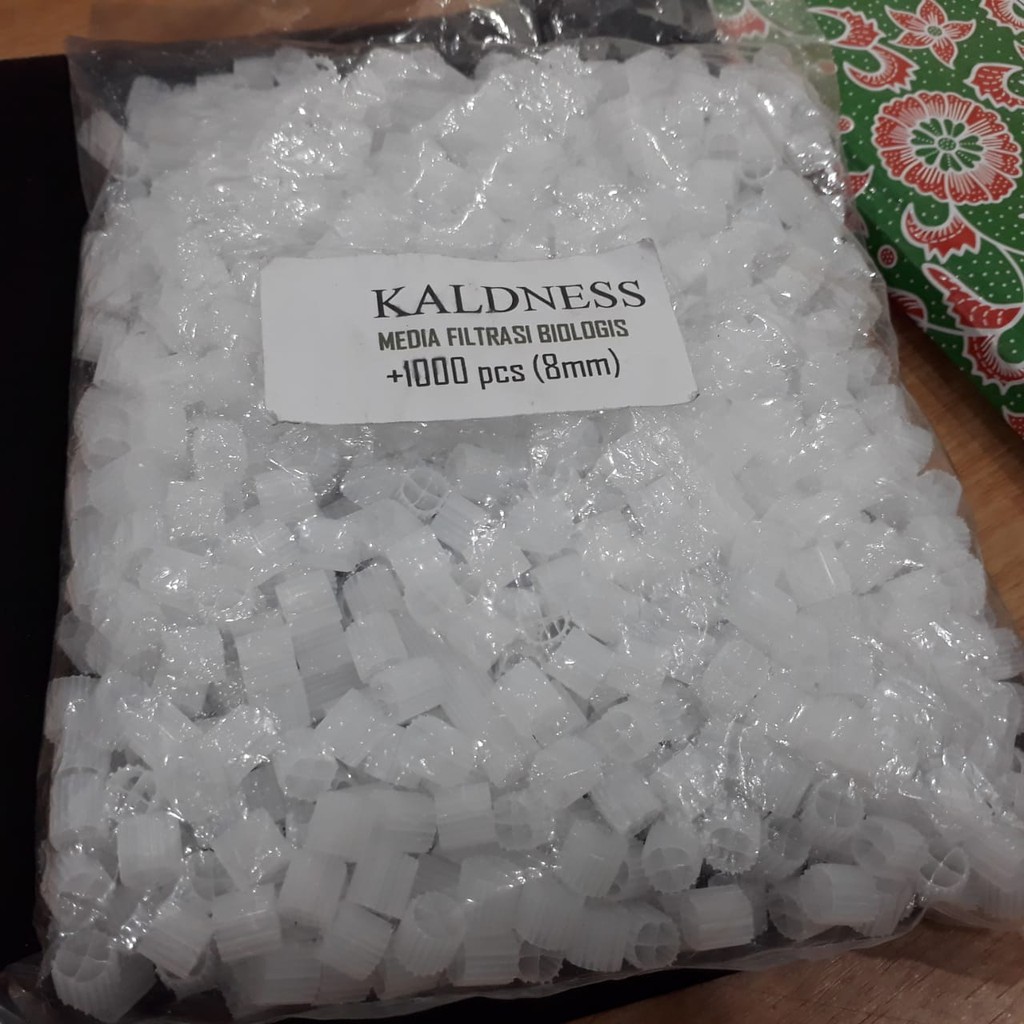 KALDNESS
MEDIA FILTRASI BIOLOGIS
+1000 pcs (8mm)